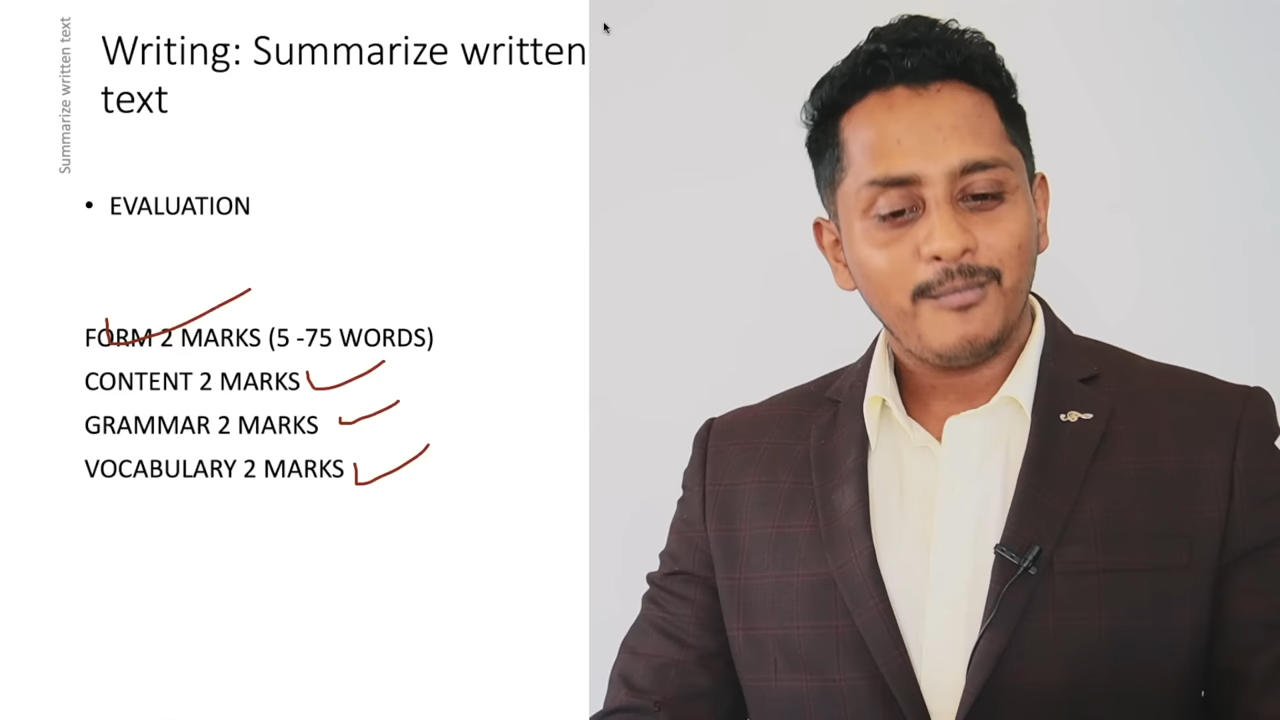 Summarize written text
Writing: Summarize written
text
• EVALUATION
FORM 2 MARKS (5 -75 WORDS)
CONTENT 2 MARKS
GRAMMAR 2 MARKS
VOCABULARY 2 MARKS